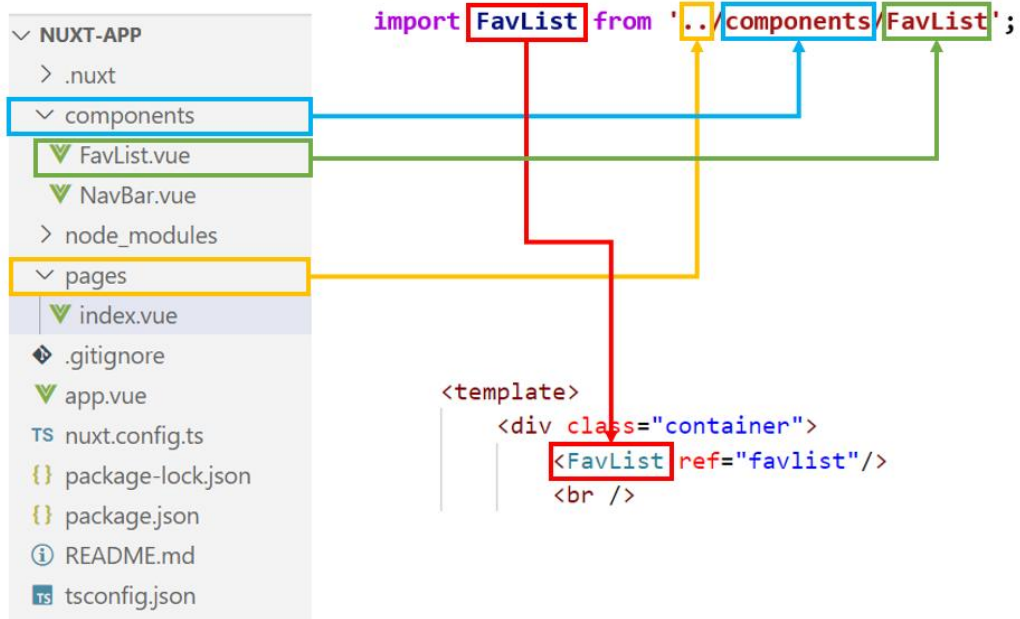 import FavList from '../components/FavList';
NUXT-APP
.nuxt
components
FavList.vue
NavBar.vue
node_modules
pages
index.vue
.gitignore
app.vue
TS nuxt.config.ts
{} package-lock.json
{} package.json
README.md
TS tsconfig.json
<template>
<div class="container">
<FavList ref="favlist"/>
<br />